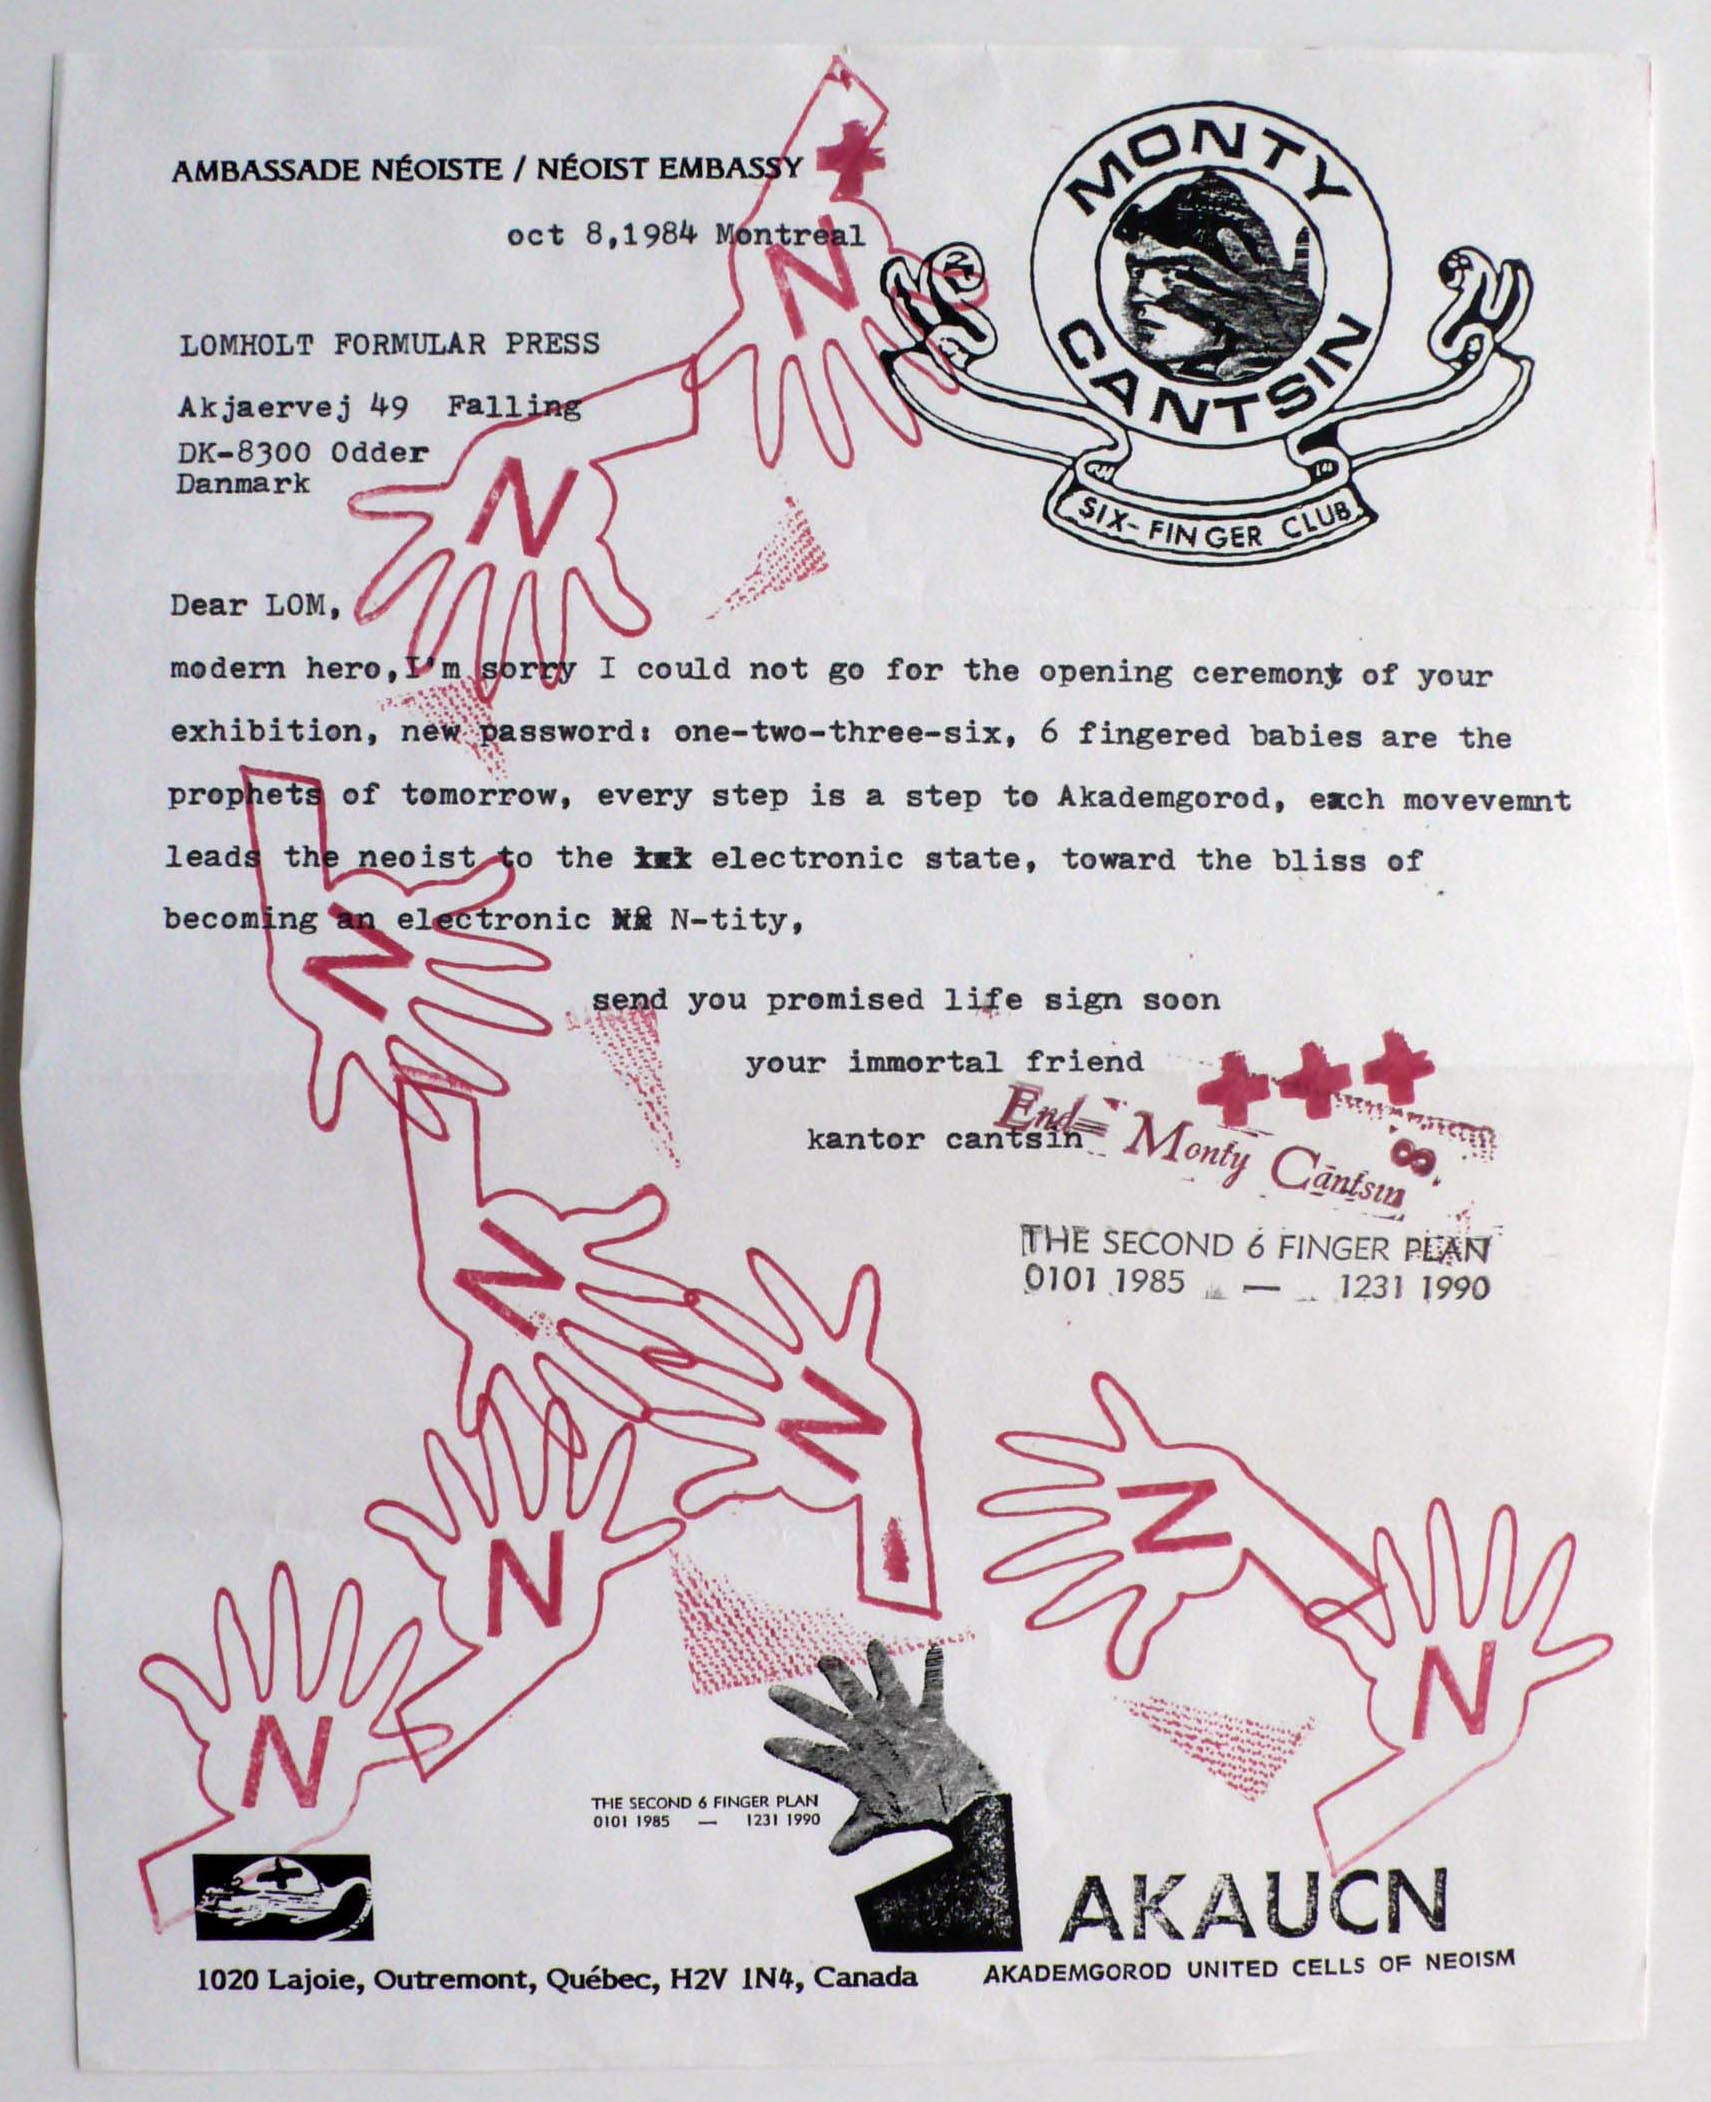 AMBASSADE NÉOISTE / NÉOIST EMBASSY
oct 8,1984 Montreal
MONTY
CANTSIN
SIX-FINGER CLUB
LOMHOLT FORMULAR PRESS
Akjaervej 49 Falling
DK-8300 Odder
Danmark
N
N
Dear LOM,
modern hero,I'm sorry I could not go for the opening ceremony of your
exhibition, new password: one-two-three-six, 6 fingered babies are the
prophets of tomorrow, every step is a step to Akademgorod, each movevemnt
leads the neoist to the electronic state, toward the bliss of
becoming an electronic N-tity,
N
send you promised life sign soon
your immortal friend
kantor cantsin
End= Monty Cantsin
.8.
THE SECOND 6 FINGER PLAN
0101 1985 — 1231 1990
N
N
N
N
N
N
THE SECOND 6 FINGER PLAN
0101 1985 — 1231 1990
AKAUCN
1020 Lajoie, Outremont, Québec, H2V 1N4, Canada
AKADEMGOROD UNITED CELLS OF NEOISM